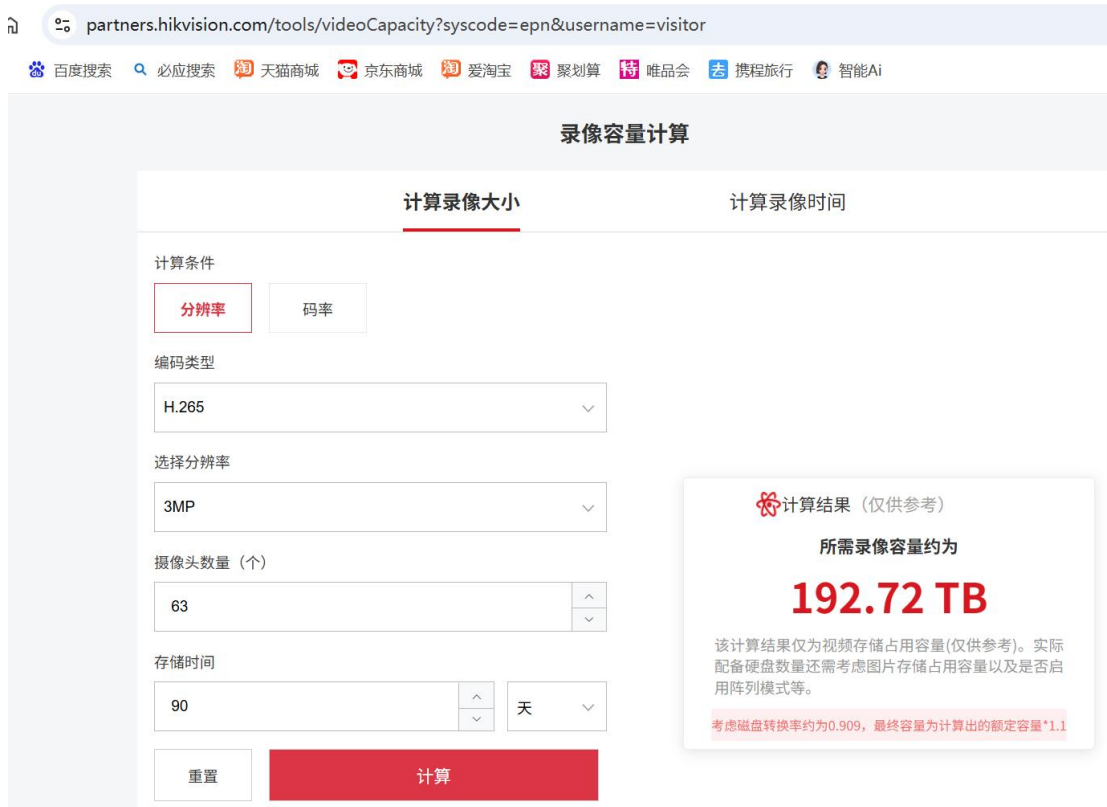 partners.hikvision.com/tools/videoCapacity?syscode=epn&username=visitor
百度搜索 必应搜索 淘 天猫商城 京东商城 淘 爱淘宝 聚 聚划算 特 唯品会 去 携程旅行 智能Ai
录像容量计算
计算录像大小 计算录像时间
计算条件
分辨率 码率
编码类型
H.265
选择分辨率
3MP
摄像头数量（个）
63
存储时间
90 天
重置 计算
计算结果（仅供参考）
所需录像容量约为
192.72 TB
该计算结果仅为视频存储占用容量(仅供参考)。实际
配备硬盘数量还需考虑图片存储占用容量以及是否启
用阵列模式等。
考虑磁盘转换率约为0.909，最终容量为计算出的额定容量*1.1